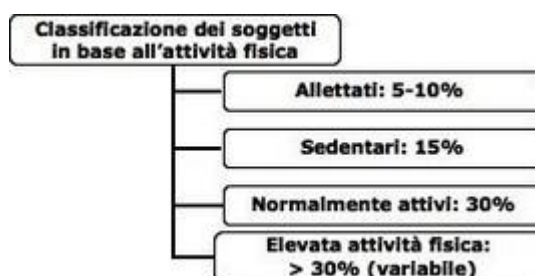 Classificazione dei soggetti
in base all'attività fisica
Allettati: 5-10%
Sedentari: 15%
Normalmente attivi: 30%
Elevata attività fisica:
> 30% (variabile)